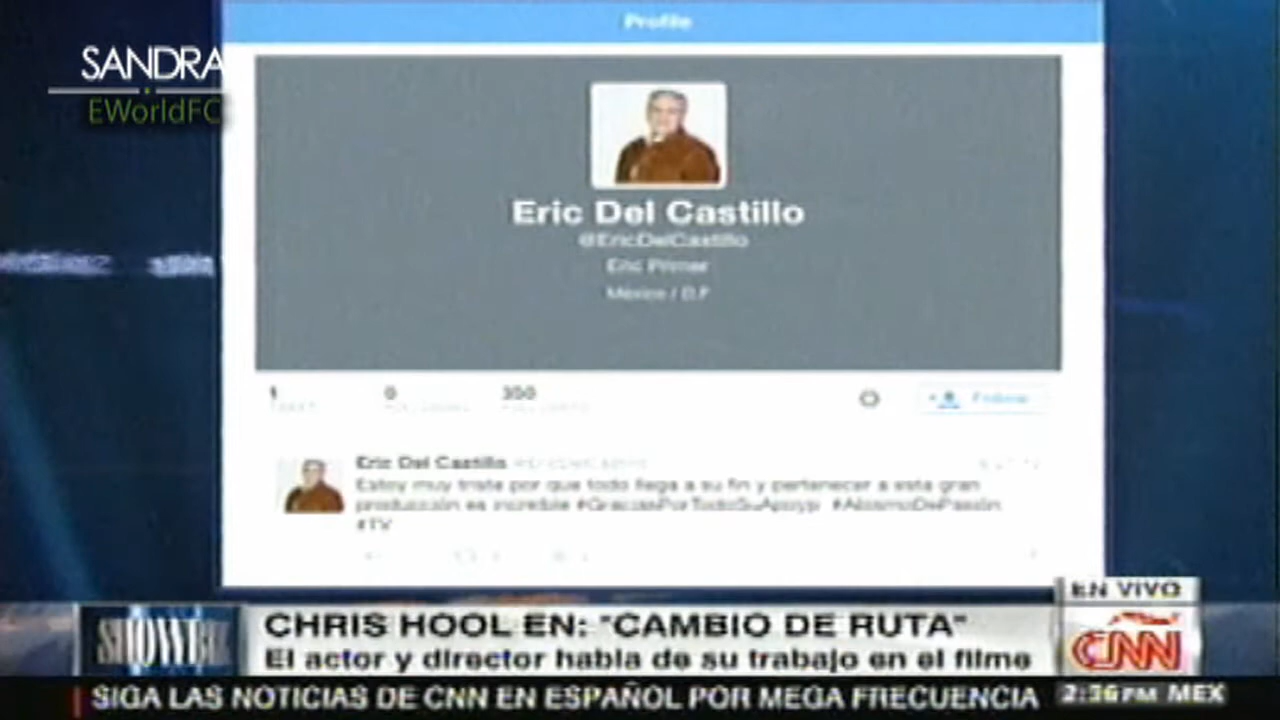 Profile
SANDRA
EWorldFC
Eric Del Castillo
@EricDelCastillo
Eric Primer
México / D.F
1
0
350
Follow
Eric Del Castillo
Estoy muy triste por que todo llega a su fin y pertenecer a esta gran
producción es increible #GraciasPorTodoSuApoyo #AbismoDePasión
#TV
EN VIVO
SHOWBIZ
CHRIS HOOL EN: "CAMBIO DE RUTA"
El actor y director habla de su trabajo en el filme
CNN
SIGA LAS NOTICIAS DE CNN EN ESPAÑOL POR MEGA FRECUENCIA
2:36PM MEX